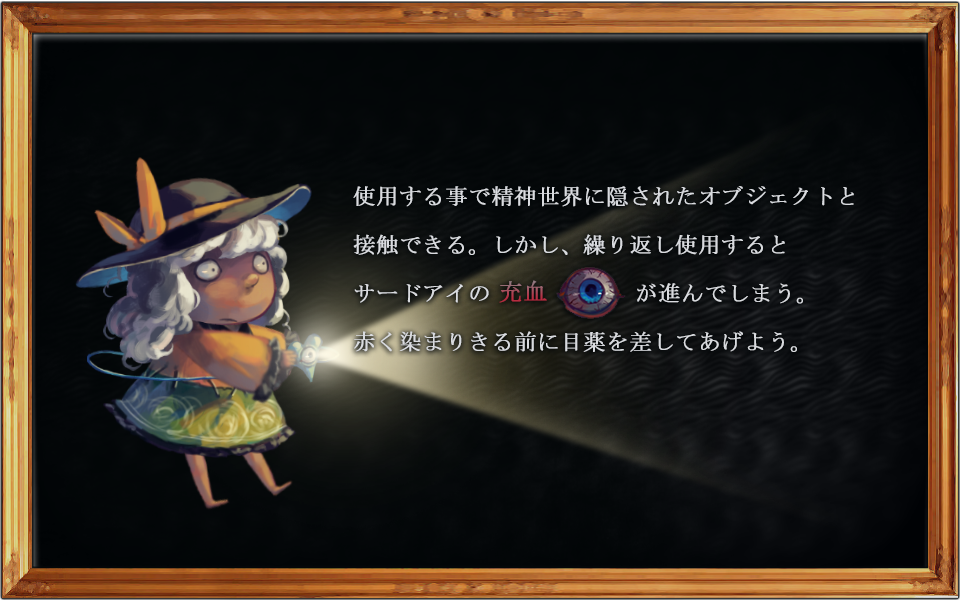 使用する事で精神世界に隠されたオブジェクトと
接触できる。しかし、繰り返し使用すると
サードアイの 充血 が進んでしまう。
赤く染まりきる前に目薬を差してあげよう。